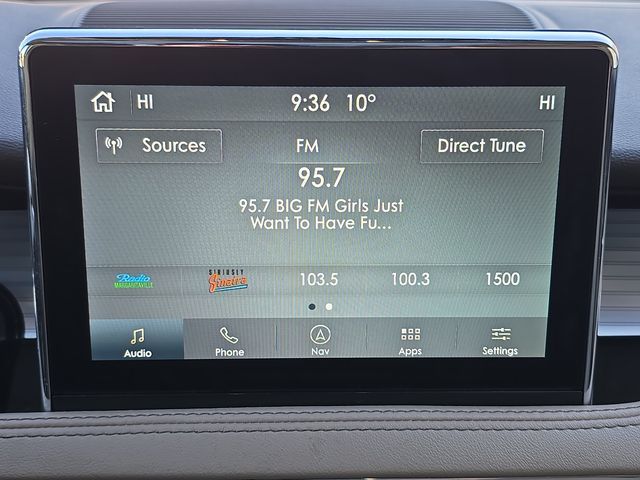 HI 9:36 10° HI
Sources FM Direct Tune
95.7
95.7 BIG FM Girls Just
Want To Have Fu...
Radio
MARGARITAVILLE
SIRIUSLY
Sinatra
103.5 100.3 1500
Audio Phone Nav Apps Settings